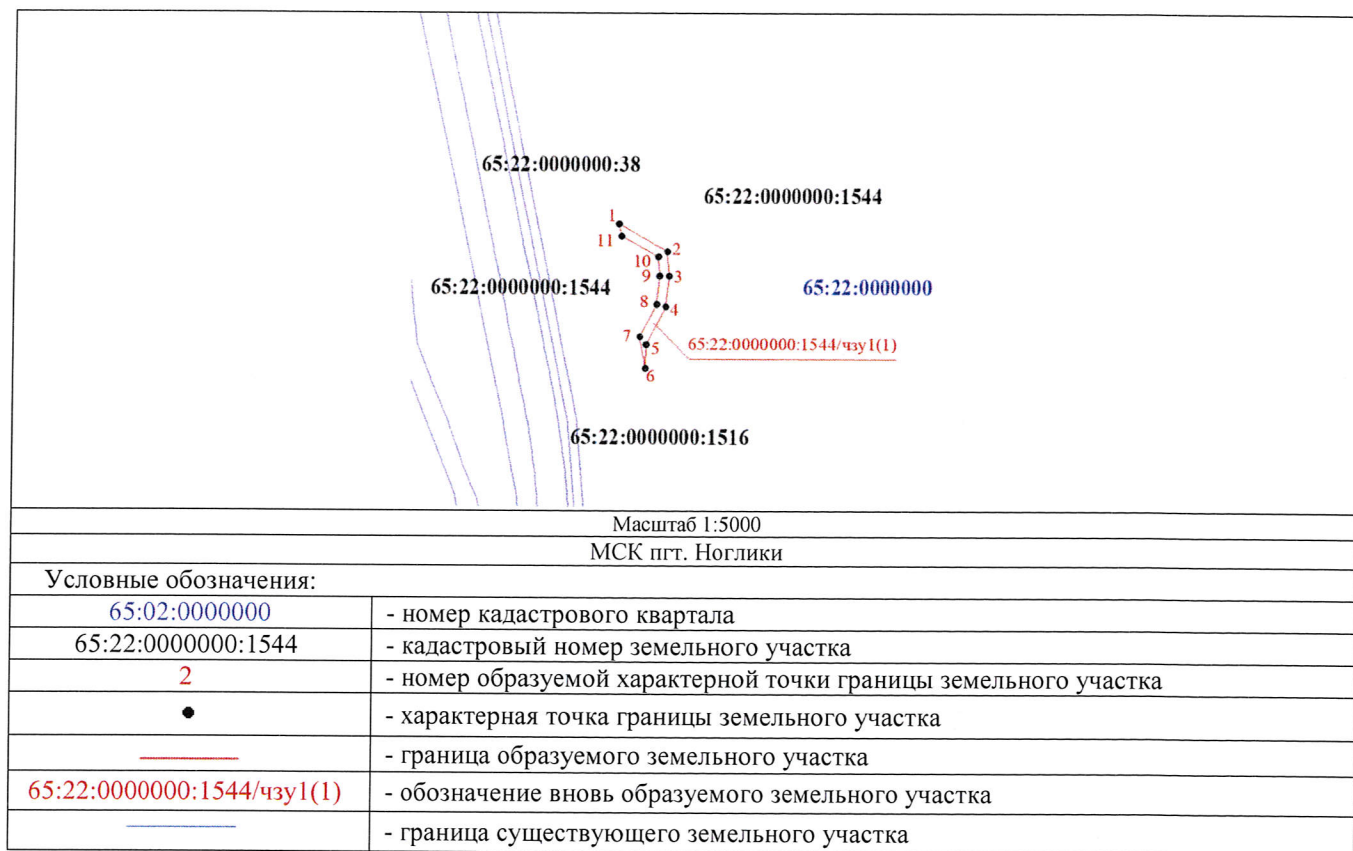 65:22:0000000:38
65:22:0000000:1544
1
11
2
10
9
3
65:22:0000000:1544
65:22:0000000
8
4
7
5
65:22:0000000:1544/чзу1(1)
6
65:22:0000000:1516
Масштаб 1:5000
МСК пгт. Ноглики
Условные обозначения:
65:02:0000000 - номер кадастрового квартала
65:22:0000000:1544 - кадастровый номер земельного участка
2 - номер образуемой характерной точки границы земельного участка
- характерная точка границы земельного участка
- граница образуемого земельного участка
65:22:0000000:1544/чзу1(1) - обозначение вновь образуемого земельного участка
- граница существующего земельного участка